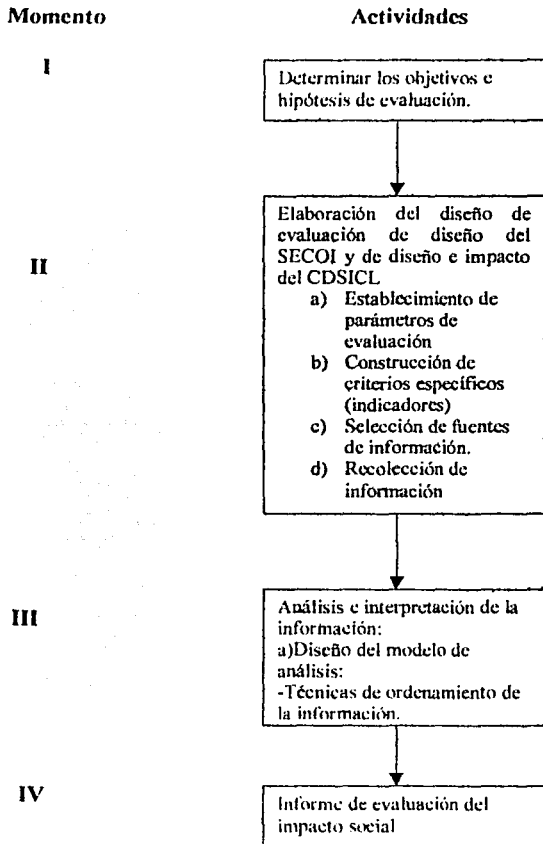 Momento Actividades
I
Determinar los objetivos e
hipótesis de evaluación.
II
Elaboración del diseño de
evaluación de diseño del
SECOI y de diseño e impacto
del CDSICL
a) Establecimiento de
parámetros de
evaluación
b) Construcción de
criterios específicos
(indicadores)
c) Selección de fuentes
de información.
d) Recolección de
información
III
Análisis e interpretación de la
información:
a)Diseño del modelo de
análisis:
-Técnicas de ordenamiento de
la información.
IV
Informe de evaluación del
impacto social